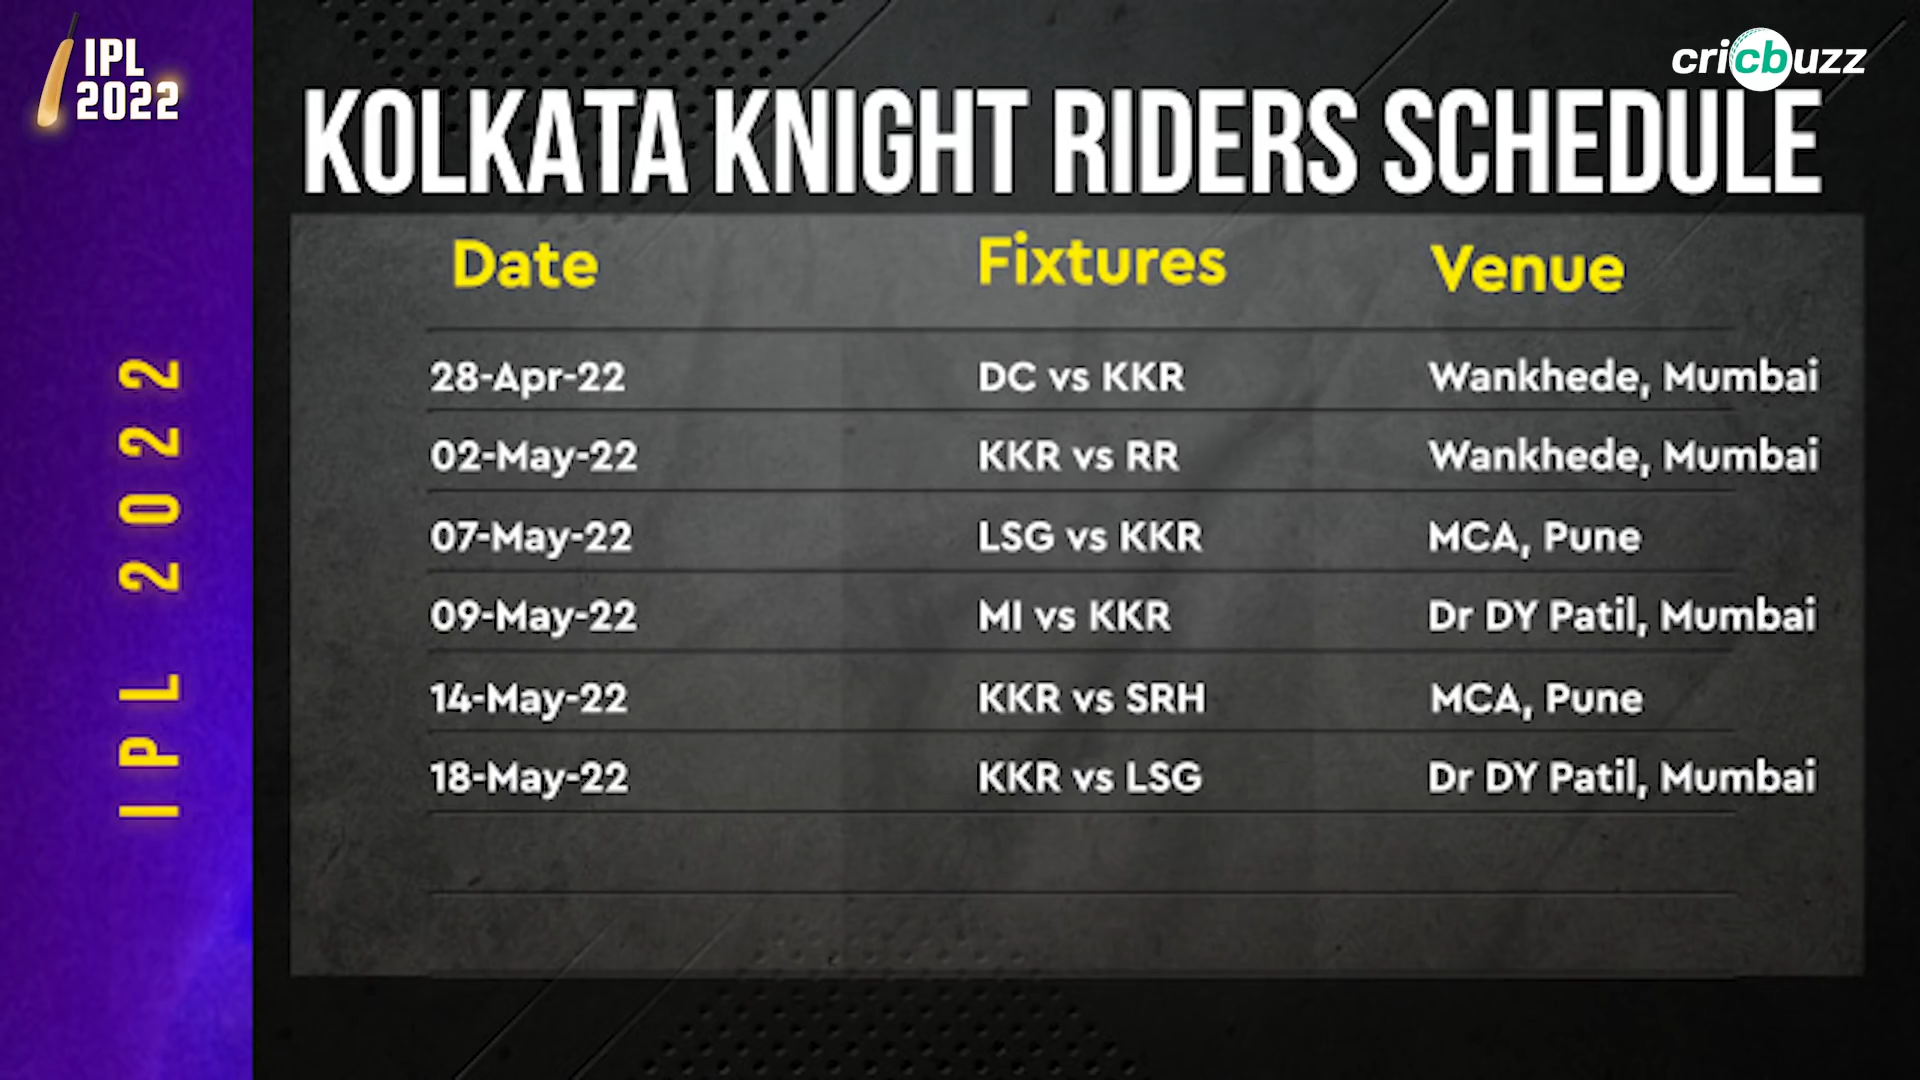 IPL
2022
cricbuzz
KOLKATA KNIGHT RIDERS SCHEDULE
IPL 2022
Date Fixtures Venue
28-Apr-22 DC vs KKR Wankhede, Mumbai
02-May-22 KKR vs RR Wankhede, Mumbai
07-May-22 LSG vs KKR MCA, Pune
09-May-22 MI vs KKR Dr DY Patil, Mumbai
14-May-22 KKR vs SRH MCA, Pune
18-May-22 KKR vs LSG Dr DY Patil, Mumbai